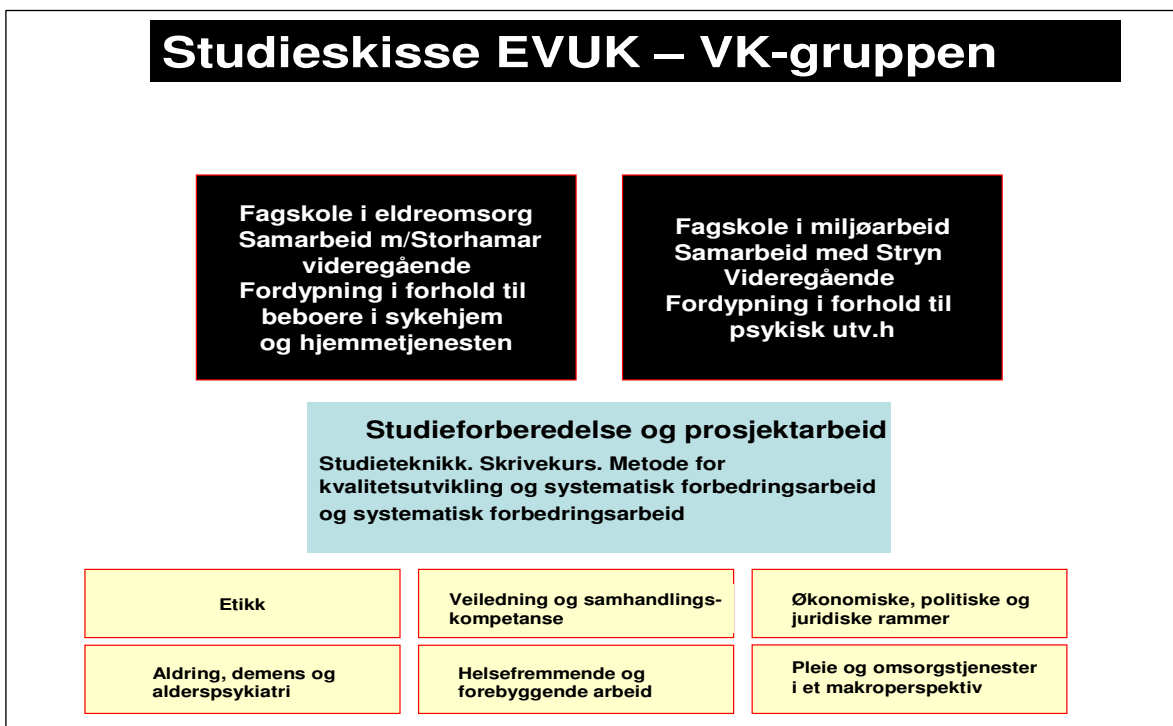 Studieskisse EVUK – VK-gruppen
Fagskole i eldreomsorg
Samarbeid m/Storhamar
videregående
Fordypning i forhold til
beboere i sykehjem
og hjemmetjenesten
Fagskole i miljøarbeid
Samarbeid med Stryn
Videregående
Fordypning i forhold til
psykisk utv.h
Studieforberedelse og prosjektarbeid
Studieteknikk. Skrivekurs. Metode for
kvalitetsutvikling og systematisk forbedringsarbeid
og systematisk forbedringsarbeid
Etikk
Veiledning og samhandlings-
kompetanse
Økonomiske, politiske og
juridiske rammer
Aldring, demens og
alderspsykiatri
Helsefremmende og
forebyggende arbeid
Pleie og omsorgstjenester
i et makroperspektiv